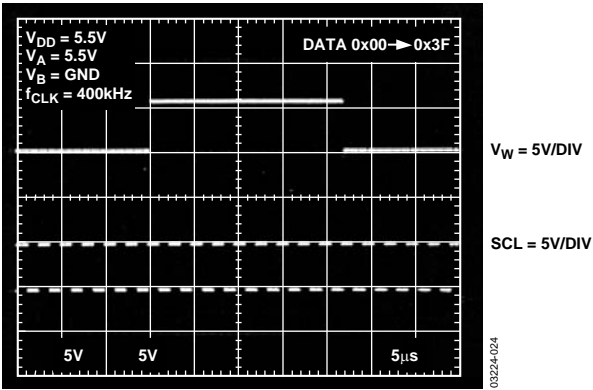 V_DD = 5.5V
V_A = 5.5V
V_B = GND
f_CLK = 400kHz
DATA 0x00→0x3F
V_W = 5V/DIV
SCL = 5V/DIV
5V 5V 5μs
03224-024